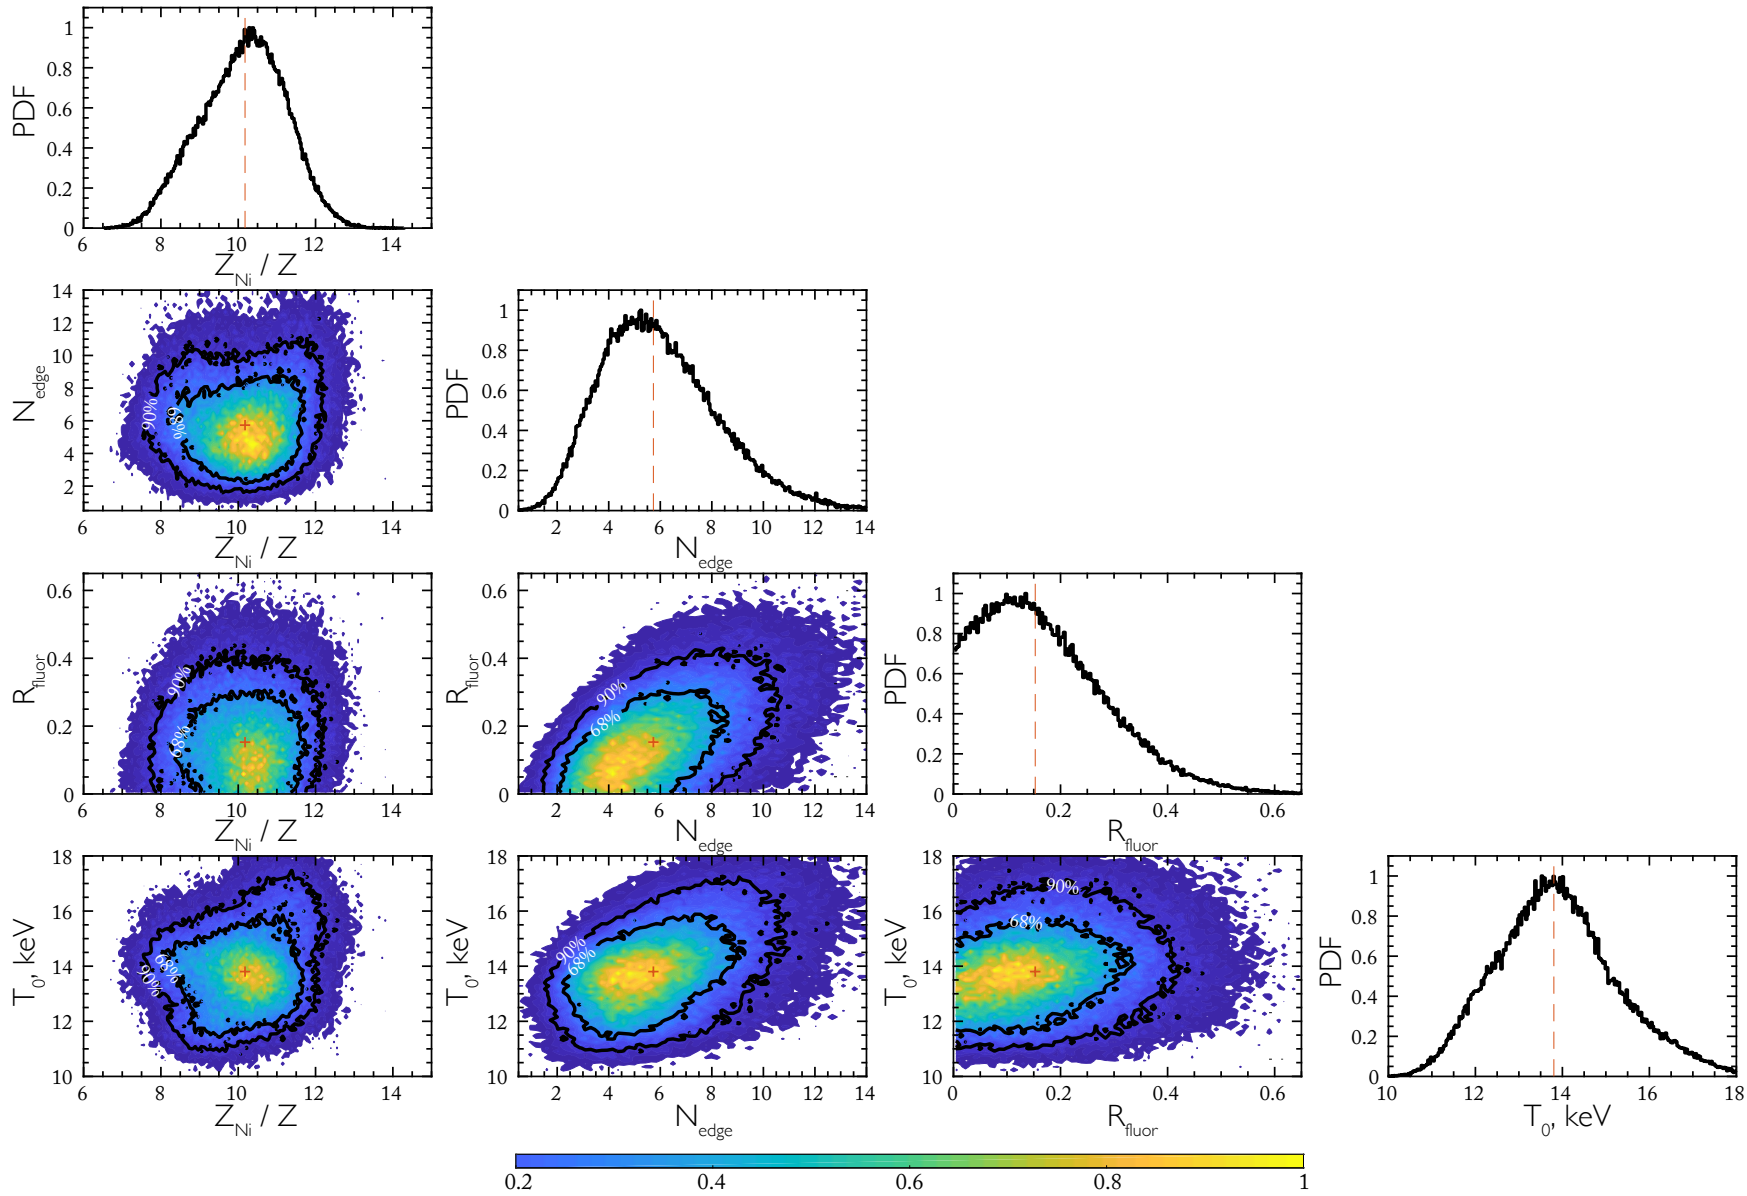 PDF
1
0.8
0.6
0.4
0.2
0
6 8 10 12 14
Z_Ni / Z
N_edge
14
12
10
8
6
4
2
90%
68%
6 8 10 12 14
Z_Ni / Z
PDF
1
0.8
0.6
0.4
0.2
0
2 4 6 8 10 12 14
N_edge
R_fluor
0.6
0.4
0.2
0
90%
68%
6 8 10 12 14
Z_Ni / Z
R_fluor
0.6
0.4
0.2
0
90%
68%
2 4 6 8 10 12 14
N_edge
PDF
1
0.8
0.6
0.4
0.2
0
0 0.2 0.4 0.6
R_fluor
T_0, keV
18
16
14
12
10
68%
90%
6 8 10 12 14
Z_Ni / Z
T_0, keV
18
16
14
12
10
90%
68%
2 4 6 8 10 12 14
N_edge
T_0, keV
18
16
14
12
10
90%
68%
0 0.2 0.4 0.6
R_fluor
PDF
1
0.8
0.6
0.4
0.2
0
10 12 14 16 18
T_0, keV
0.2 0.4 0.6 0.8 1